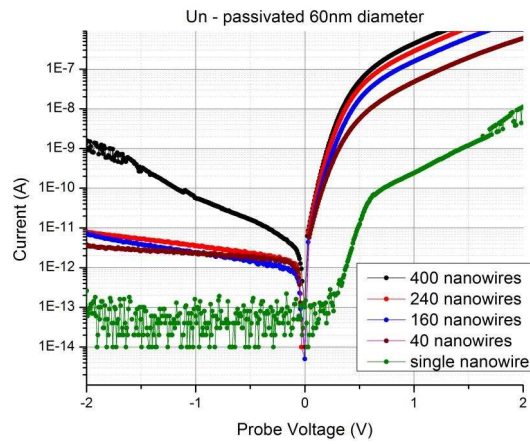 Un - passivated 60nm diameter
1E-7
1E-8
1E-9
1E-10
1E-11
1E-12
1E-13
1E-14
Current (A)
400 nanowires
240 nanowires
160 nanowires
40 nanowires
single nanowire
-2
-1
0
1
2
Probe Voltage (V)